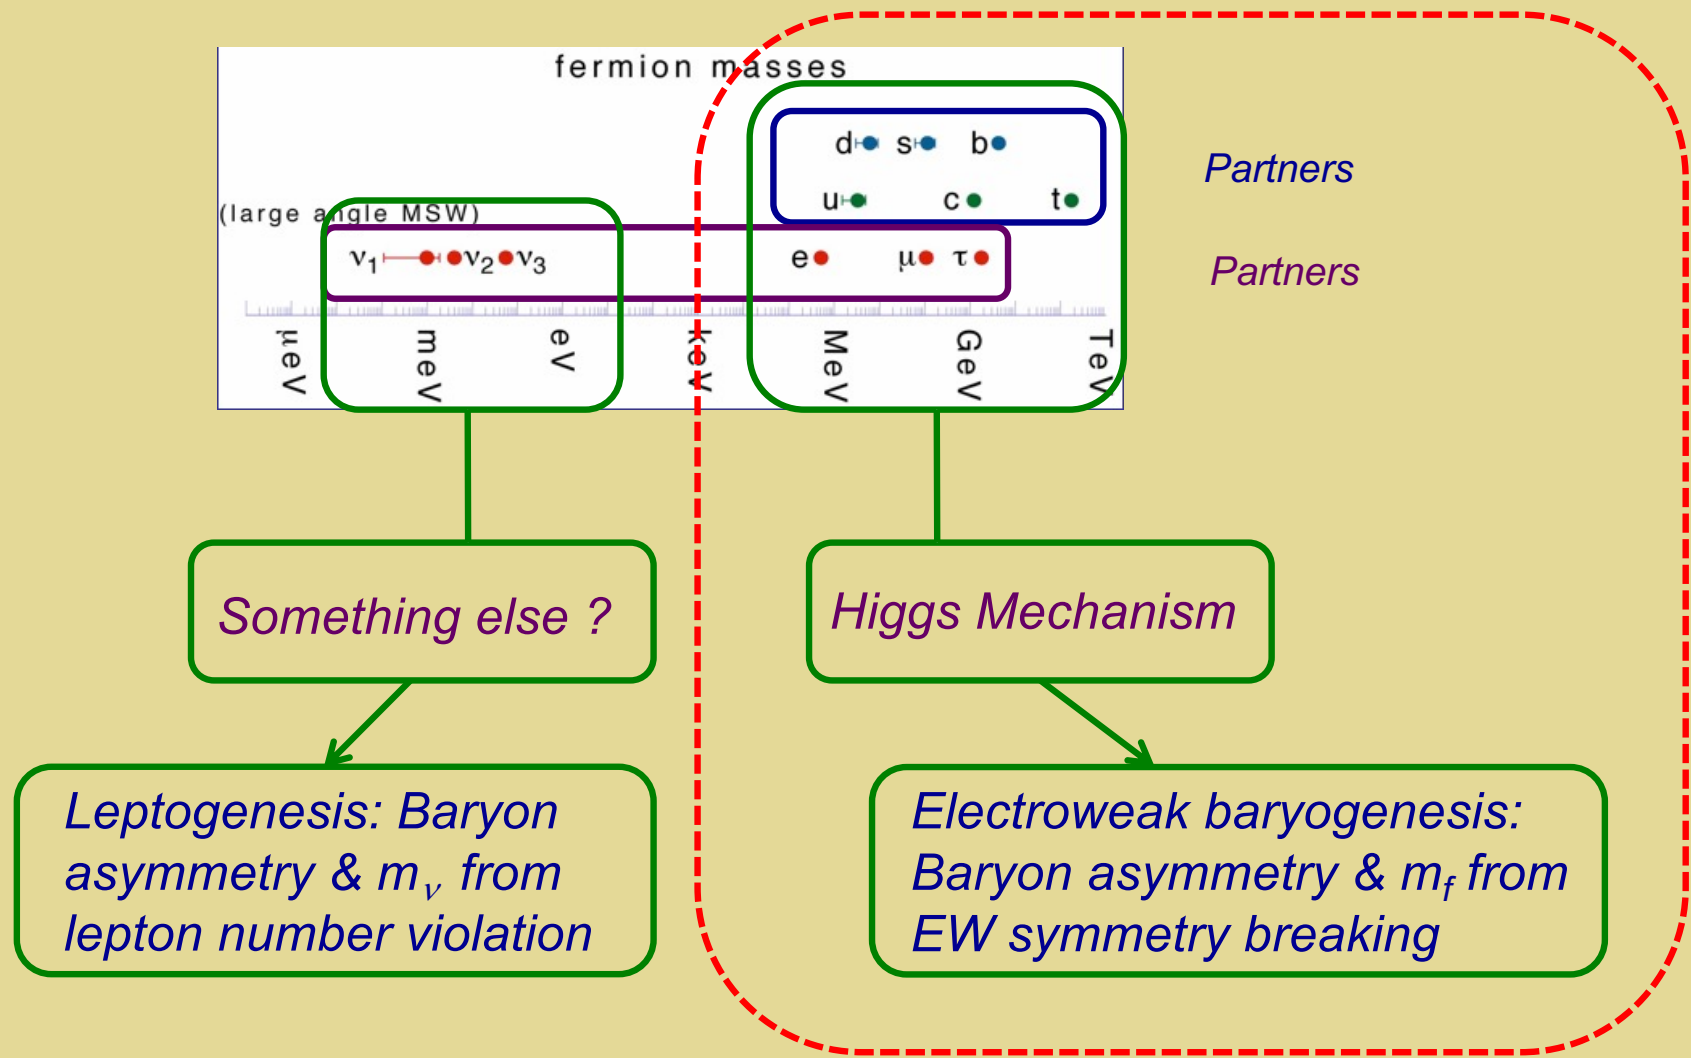 fermion masses
d s b
Partners
u c t
(large angle MSW)
ν1 ν2 ν3 e μ τ
Partners
μeV meV eV keV MeV GeV TeV
Something else ?
Higgs Mechanism
Leptogenesis: Baryon
asymmetry & mν from
lepton number violation
Electroweak baryogenesis:
Baryon asymmetry & mf from
EW symmetry breaking